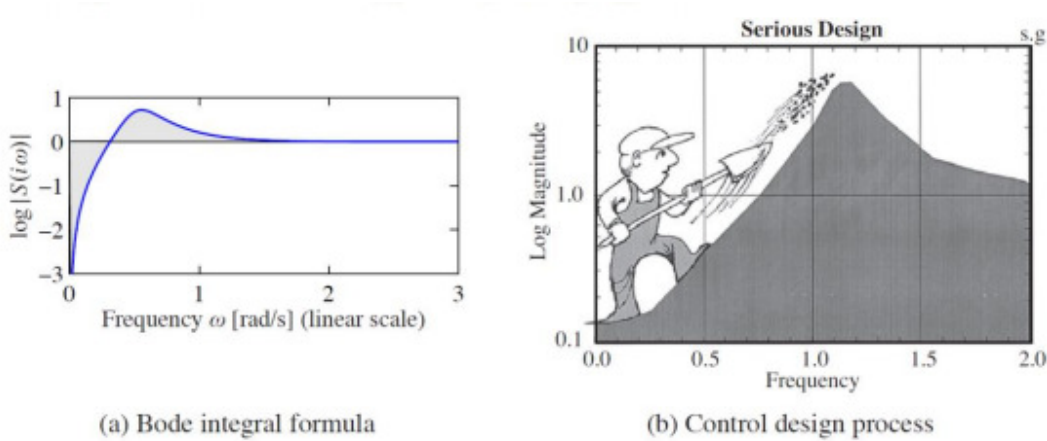 1
0
−1
−2
−3
log |S(iω)|
0
1
2
3
Frequency ω [rad/s] (linear scale)
(a) Bode integral formula
Serious Design
s.g
10
1.0
0.1
Log Magnitude
0.0
0.5
1.0
1.5
2.0
Frequency
(b) Control design process